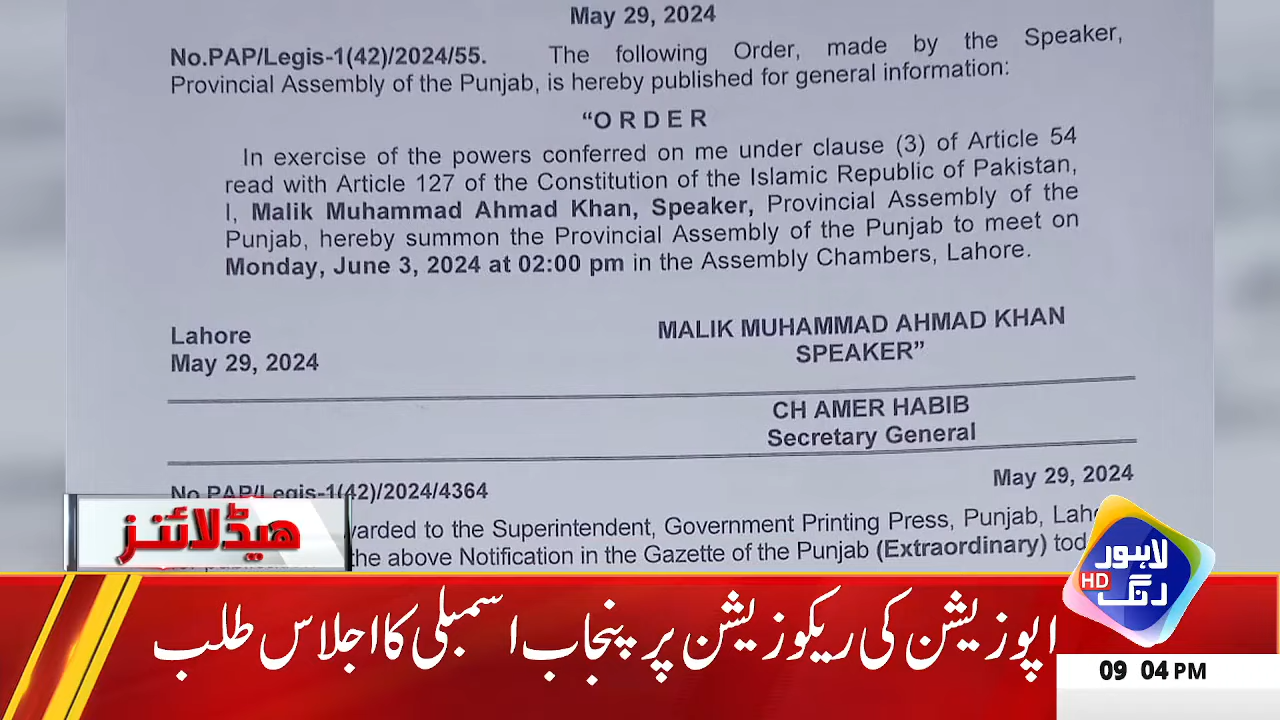 May 29, 2024
No.PAP/Legis-1(42)/2024/55. The following Order, made by the Speaker,
Provincial Assembly of the Punjab, is hereby published for general information:
“O R D E R
In exercise of the powers conferred on me under clause (3) of Article 54
read with Article 127 of the Constitution of the Islamic Republic of Pakistan,
I, Malik Muhammad Ahmad Khan, Speaker, Provincial Assembly of the
Punjab, hereby summon the Provincial Assembly of the Punjab to meet on
Monday, June 3, 2024 at 02:00 pm in the Assembly Chambers, Lahore.
Lahore
May 29, 2024
MALIK MUHAMMAD AHMAD KHAN
SPEAKER”
CH AMER HABIB
Secretary General
No.PAP/Legis-1(42)/2024/4364
May 29, 2024
to the Superintendent, Government Printing Press, Punjab,
the above Notification in the Gazette of the Punjab (Extraordinary)
ہیڈلائنز
لاہور
HD رنگ
اپوزیشن کی ریکوزیشن پر پنجاب اسمبلی کا اجلاس طلب
09 04 PM